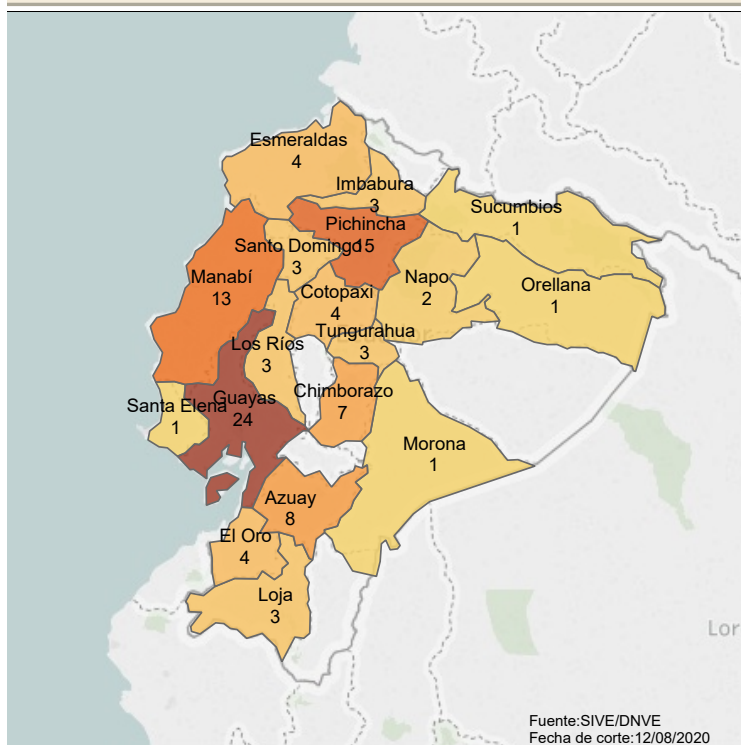 Esmeraldas
4
Imbabura
3
Sucumbios
1
Pichincha
15
Santo Domingo
3
Manabí
13
Cotopaxi
4
Napo
2
Orellana
1
Tungurahua
3
Los Ríos
3
Chimborazo
7
Guayas
24
Santa Elena
1
Morona
1
Azuay
8
El Oro
4
Loja
3
Lor
Fuente:SIVE/DNVE
Fecha de corte:12/08/2020